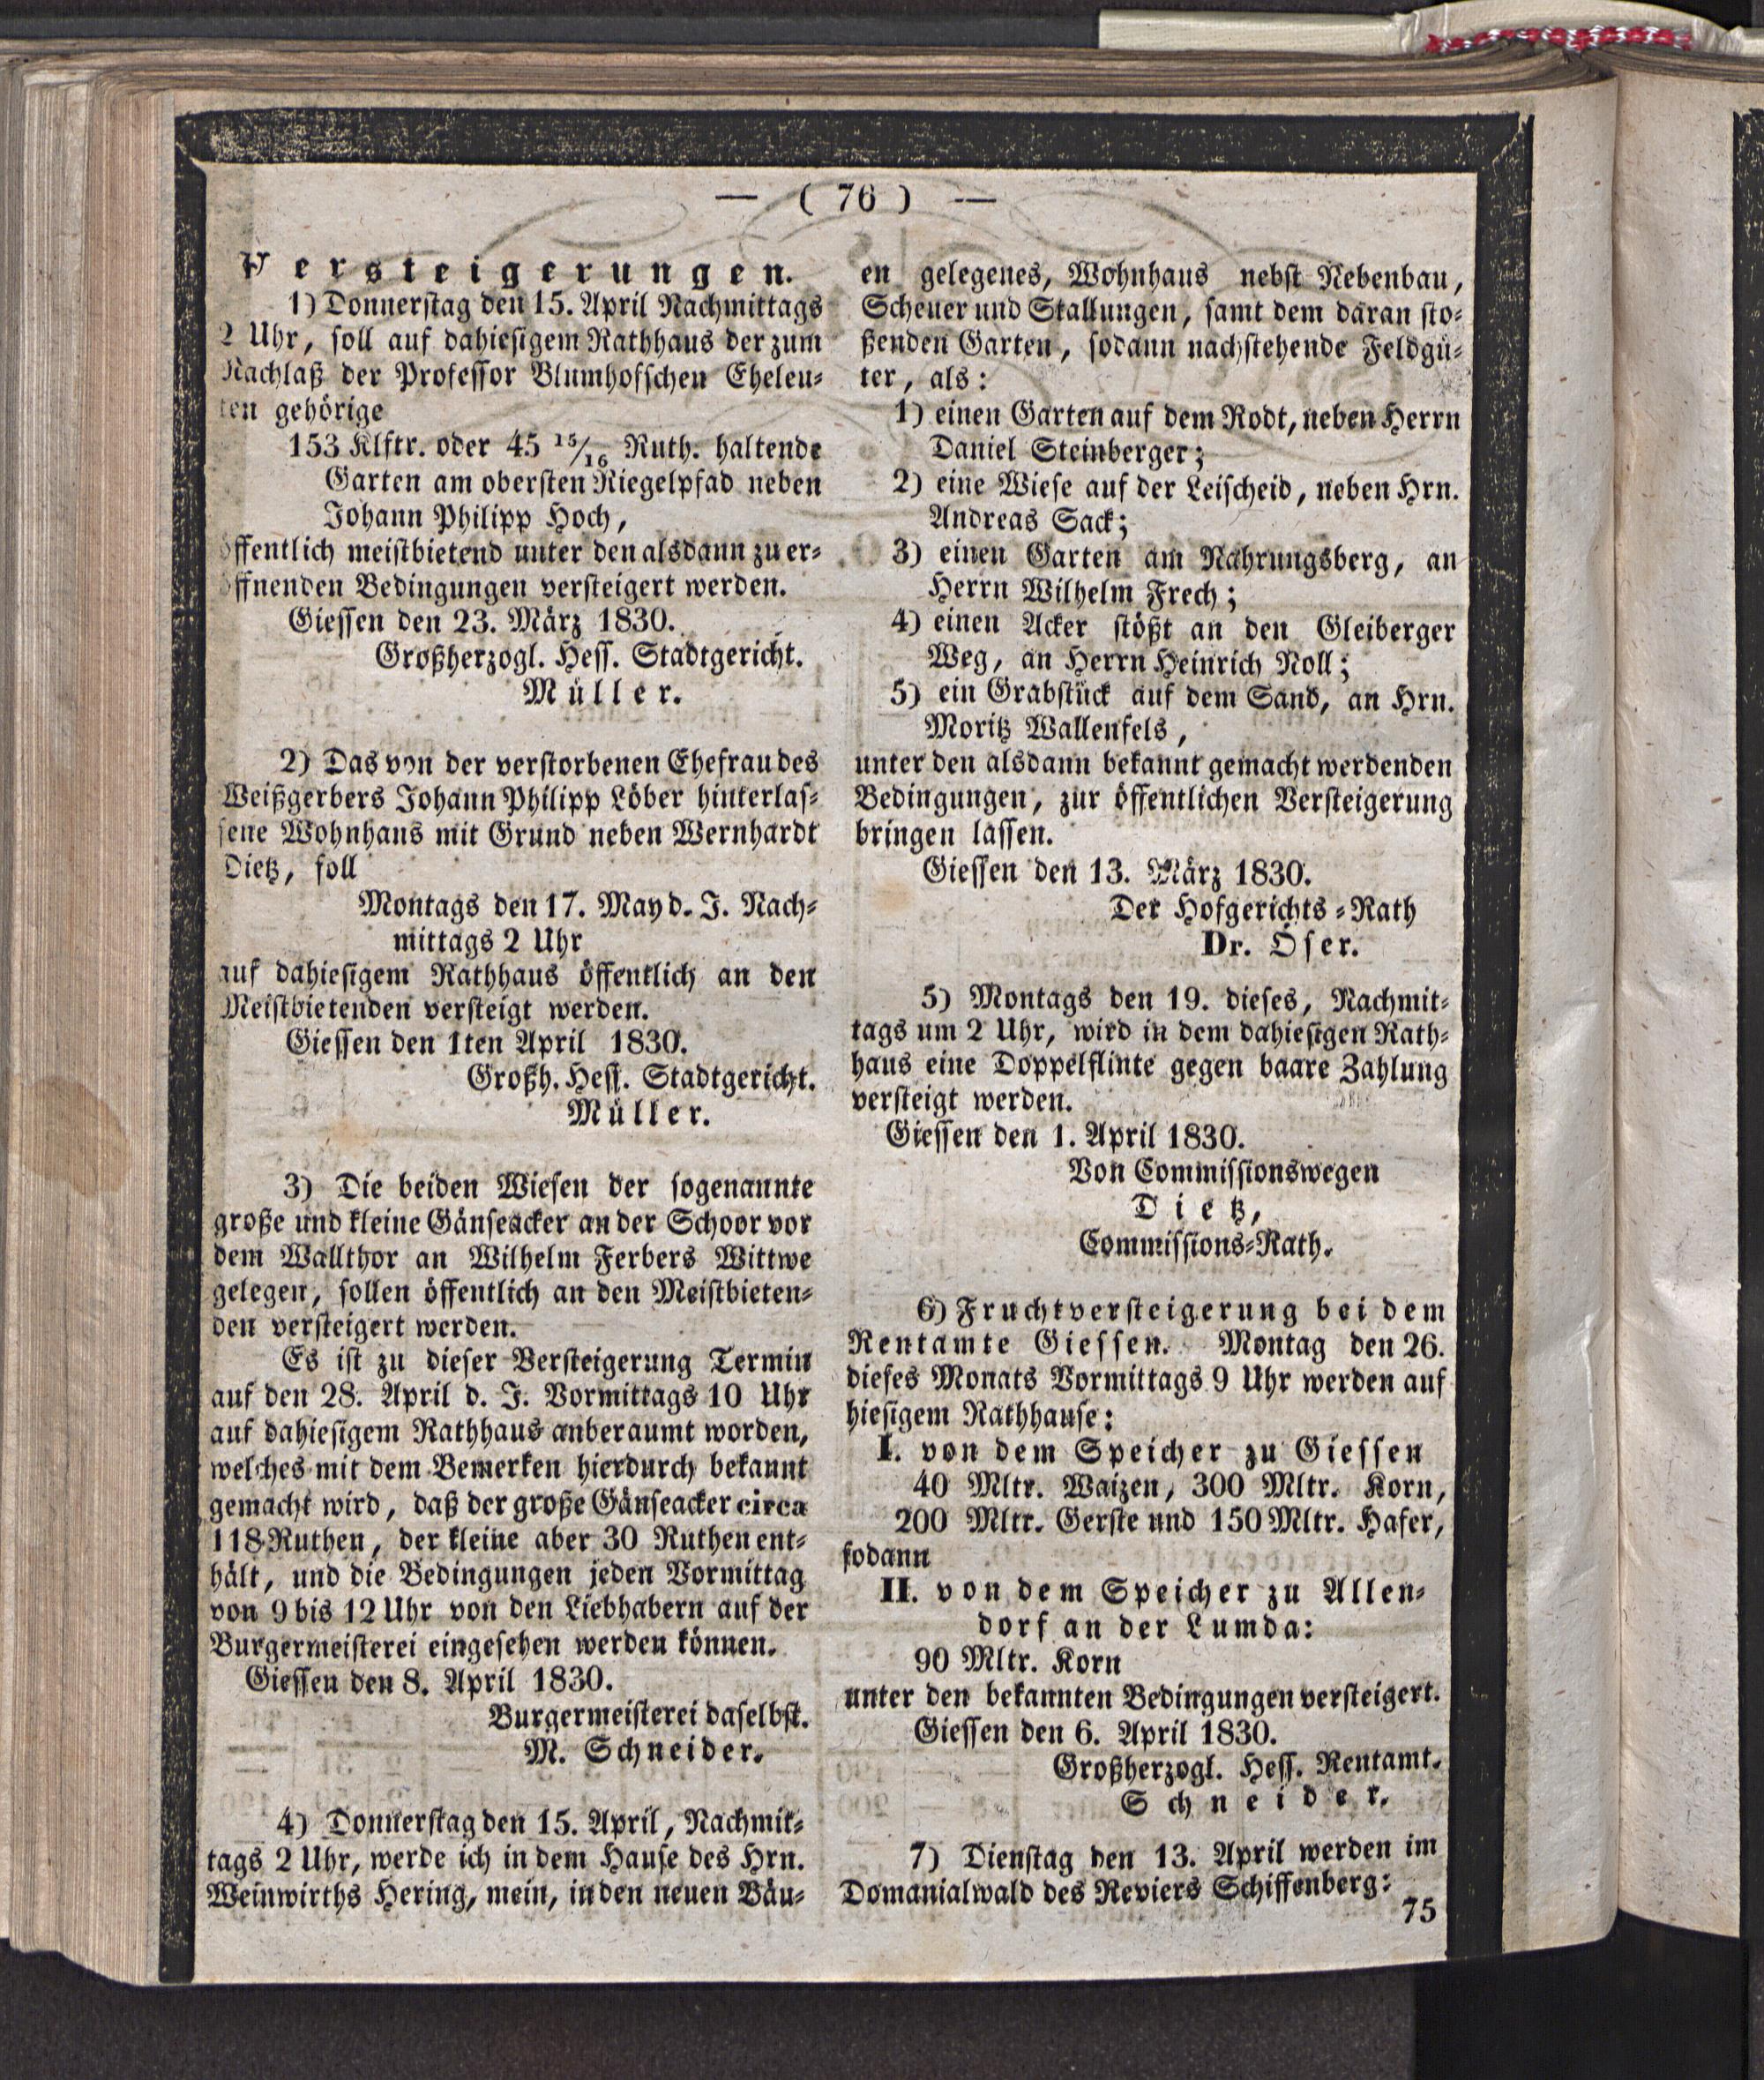 — ( 76 ) —
Versteigerungen.
1) Donnerstag den 15. April Nachmittags
2 Uhr, soll auf dahiesigem Rathhaus der zum
Nachlaß der Professor Blumhofschen Eheleu-
ten gehörige
153 Klftr. oder 45 15/16 Ruth. haltende
Garten am obersten Riegelpfad neben
Johann Philipp Hoch,
öffentlich meistbietend unter den alsdann zu er-
öffnenden Bedingungen versteigert werden.
Giessen den 23. März 1830.
Großherzogl. Hess. Stadtgericht.
Müller.
2) Das von der verstorbenen Ehefrau des
Weißgerbers Johann Philipp Löber hinterlas-
sene Wohnhaus mit Grund neben Wernhardt
Dietz, soll
Montags den 17. May d. J. Nach-
mittags 2 Uhr
auf dahiesigem Rathhaus öffentlich an den
Meistbietenden versteigt werden.
Giessen den 1ten April 1830.
Großh. Hess. Stadtgericht.
Müller.
3) Die beiden Wiesen der sogenannte
große und kleine Gänseacker an der Schoor vor
dem Wallthor an Wilhelm Ferbers Wittwe
gelegen, sollen öffentlich an den Meistbieten-
den versteigert werden.
Es ist zu dieser Versteigerung Termin
auf den 28. April d. J. Vormittags 10 Uhr
auf dahiesigem Rathhaus anberaumt worden,
welches mit dem Bemerken hierdurch bekannt
gemacht wird, daß der große Gänseacker circa
118 Ruthen, der kleine aber 30 Ruthen ent-
hält, und die Bedingungen jeden Vormittag
von 9 bis 12 Uhr von den Liebhabern auf der
Burgermeisterei eingesehen werden können.
Giessen den 8. April 1830.
Burgermeisterei daselbst.
M. Schneider.
4) Donnerstag den 15. April, Nachmit-
tags 2 Uhr, werde ich in dem Hause des Hrn.
Weinwirths Hering, mein, in den neuen Bäu-
en gelegenes, Wohnhaus nebst Nebenbau,
Scheuer und Stallungen, samt dem daran sto-
ßenden Garten, sodann nachstehende Feldgü-
ter, als:
1) einen Garten auf dem Rodt, neben Herrn
Daniel Steinberger;
2) eine Wiese auf der Leischeid, neben Hrn.
Andreas Sack;
3) einen Garten am Nahrungsberg, an
Herrn Wilhelm Frech;
4) einen Acker stößt an den Gleiberger
Weg, an Herrn Heinrich Noll;
5) ein Grabstück auf dem Sand, an Hrn.
Moritz Wallenfels,
unter den alsdann bekannt gemacht werdenden
Bedingungen, zur öffentlichen Versteigerung
bringen lassen.
Giessen den 13. März 1830.
Der Hofgerichts-Rath
Dr. Oser.
5) Montags den 19. dieses, Nachmit-
tags um 2 Uhr, wird in dem dahiesigen Rath-
haus eine Doppelflinte gegen baare Zahlung
versteigt werden.
Giessen den 1. April 1830.
Von Commissionswegen
Dietz,
Commissions-Rath.
6) Fruchtversteigerung bei dem
Rentamte Giessen. Montag den 26.
dieses Monats Vormittags 9 Uhr werden auf
hiesigem Rathhause:
I. von dem Speicher zu Giessen
40 Mltr. Waizen, 300 Mltr. Korn,
200 Mltr. Gerste und 150 Mltr. Hafer,
sodann
II. von dem Speicher zu Allen-
dorf an der Lumda:
90 Mltr. Korn
unter den bekannten Bedingungen versteigert.
Giessen den 6. April 1830.
Großherzogl. Hess. Rentamt.
Schneider.
7) Dienstag den 13. April werden im
Domanialwald des Reviers Schiffenberg:
75